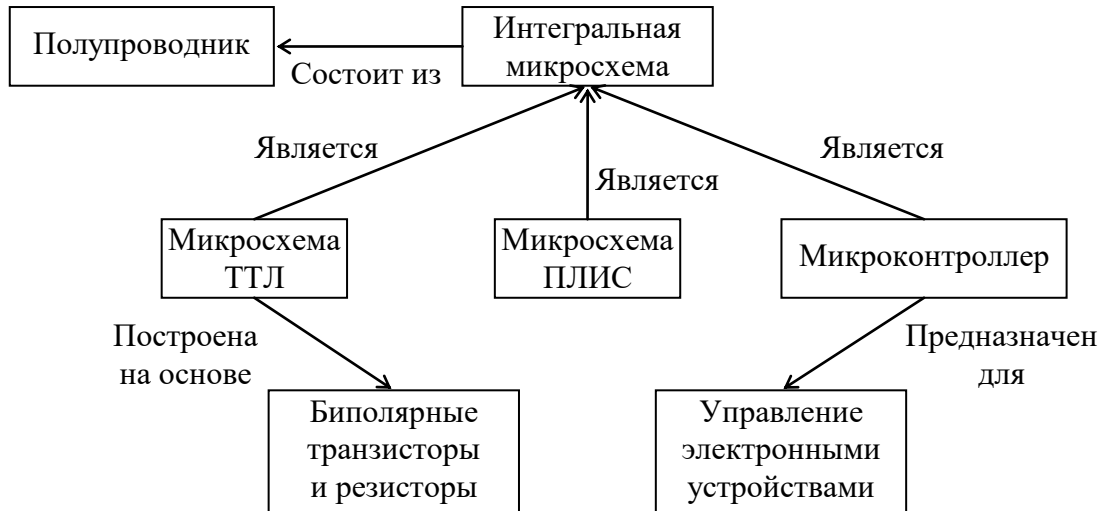 Полупроводник
Состоит из
Интегральная
микросхема
Является
Является
Является
Микросхема
ТТЛ
Микросхема
ПЛИС
Микроконтроллер
Построена
на основе
Предназначен
для
Биполярные
транзисторы
и резисторы
Управление
электронными
устройствами